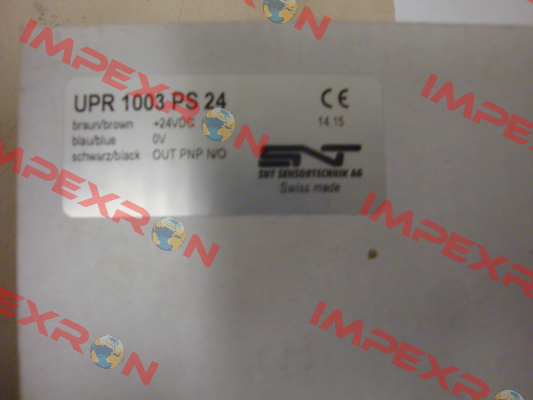 IMPEXRON
UPR 1003 PS 24
CE
braun/brown +24VDC
14.15
blau/blue 0V
schwarz/black OUT PNP N/O
SNT
SNT SENSORTECHNIK AG
Swiss made
IMPEXRON
IMPEXRON
IMPEXRON
IMPEXRON
IMPEXRON